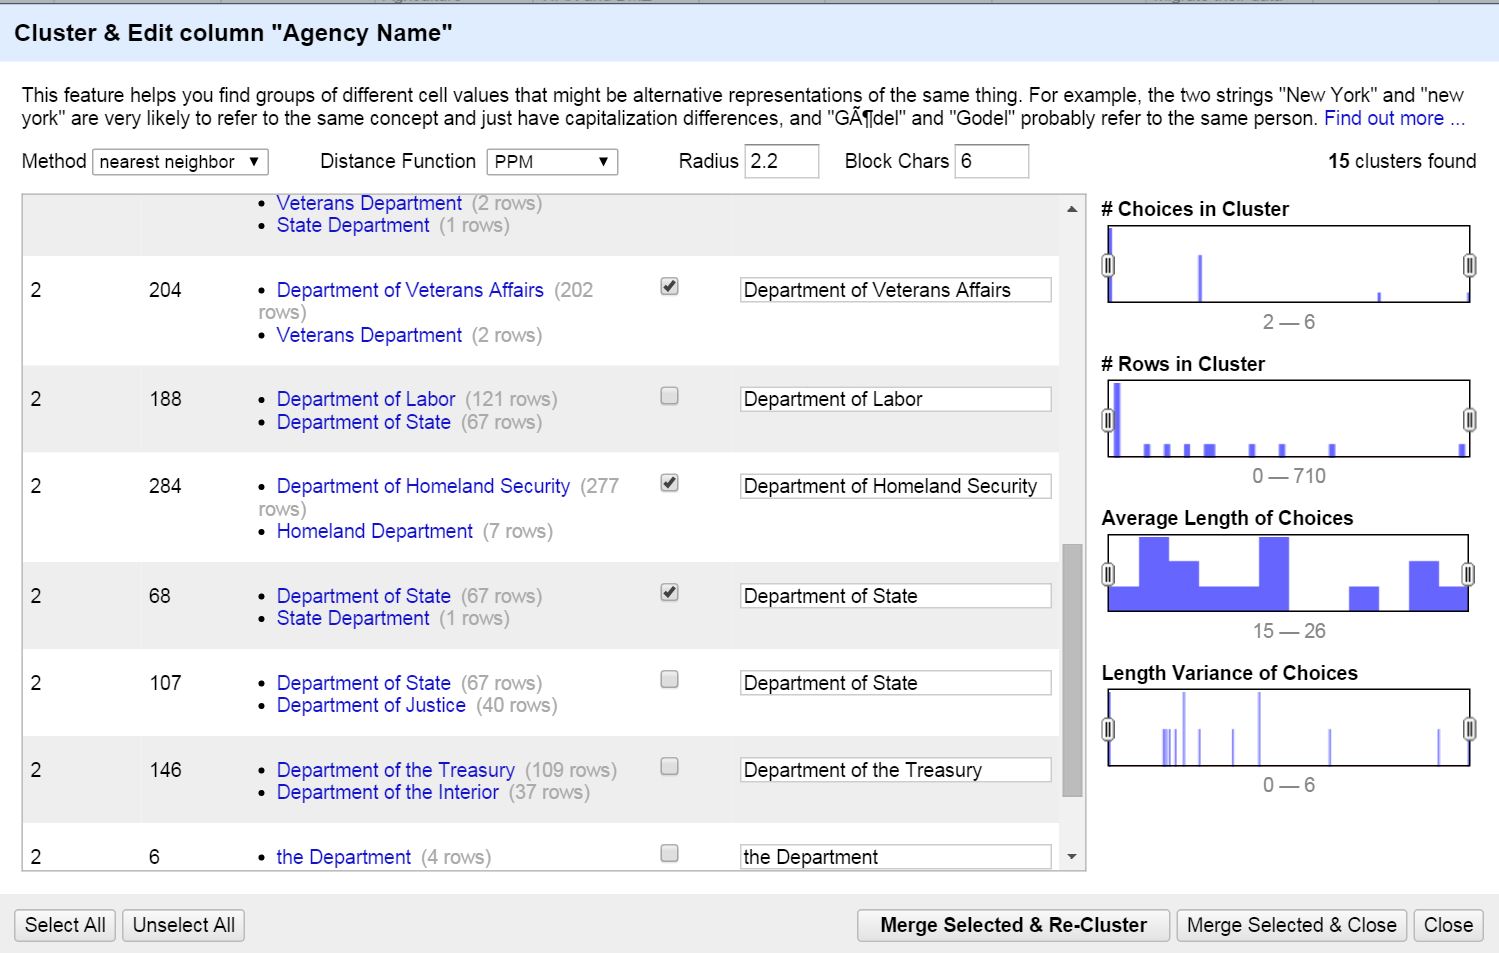 Cluster & Edit column "Agency Name"
This feature helps you find groups of different cell values that might be alternative representations of the same thing. For example, the two strings "New York" and "new
york" are very likely to refer to the same concept and just have capitalization differences, and "GÃ¶del" and "Godel" probably refer to the same person. Find out more ...
Method nearest neighbor Distance Function PPM Radius 2.2 Block Chars 6 15 clusters found
• Veterans Department (2 rows)
• State Department (1 rows)
2 204 • Department of Veterans Affairs (202
rows)
• Veterans Department (2 rows)
Department of Veterans Affairs
2 188 • Department of Labor (121 rows)
• Department of State (67 rows)
Department of Labor
2 284 • Department of Homeland Security (277
rows)
• Homeland Department (7 rows)
Department of Homeland Security
2 68 • Department of State (67 rows)
• State Department (1 rows)
Department of State
2 107 • Department of State (67 rows)
• Department of Justice (40 rows)
Department of State
2 146 • Department of the Treasury (109 rows)
• Department of the Interior (37 rows)
Department of the Treasury
2 6 • the Department (4 rows)
the Department
# Choices in Cluster
2 — 6
# Rows in Cluster
0 — 710
Average Length of Choices
15 — 26
Length Variance of Choices
0 — 6
Select All Unselect All Merge Selected & Re-Cluster Merge Selected & Close Close